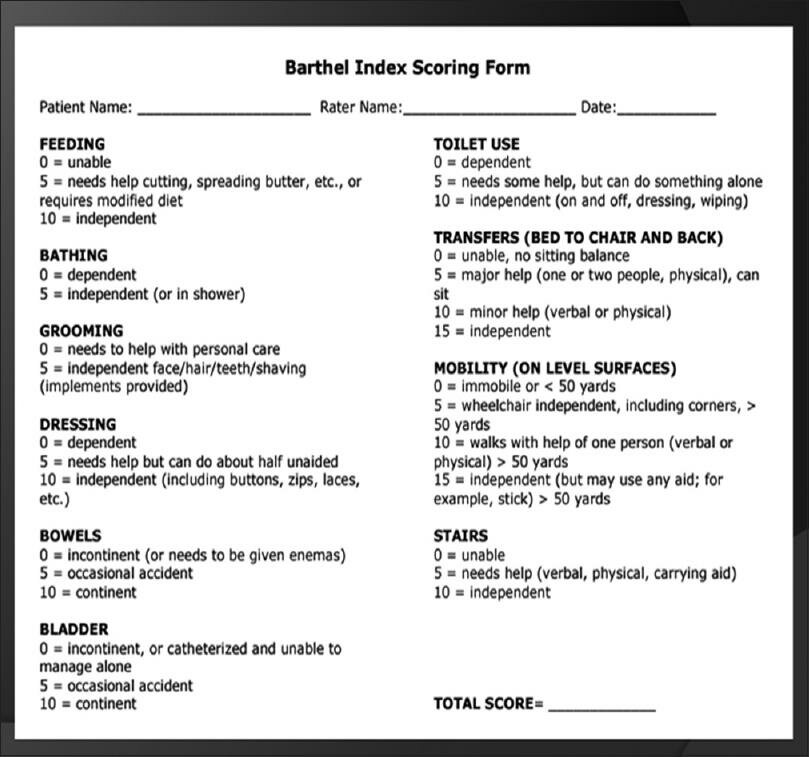 Barthel Index Scoring Form
Patient Name: ____________________ Rater Name:____________________ Date:___________
FEEDING
0 = unable
5 = needs help cutting, spreading butter, etc., or
requires modified diet
10 = independent
BATHING
0 = dependent
5 = independent (or in shower)
GROOMING
0 = needs to help with personal care
5 = independent face/hair/teeth/shaving
(implements provided)
DRESSING
0 = dependent
5 = needs help but can do about half unaided
10 = independent (including buttons, zips, laces,
etc.)
BOWELS
0 = incontinent (or needs to be given enemas)
5 = occasional accident
10 = continent
BLADDER
0 = incontinent, or catheterized and unable to
manage alone
5 = occasional accident
10 = continent
TOILET USE
0 = dependent
5 = needs some help, but can do something alone
10 = independent (on and off, dressing, wiping)
TRANSFERS (BED TO CHAIR AND BACK)
0 = unable, no sitting balance
5 = major help (one or two people, physical), can
sit
10 = minor help (verbal or physical)
15 = independent
MOBILITY (ON LEVEL SURFACES)
0 = immobile or < 50 yards
5 = wheelchair independent, including corners, >
50 yards
10 = walks with help of one person (verbal or
physical) > 50 yards
15 = independent (but may use any aid; for
example, stick) > 50 yards
STAIRS
0 = unable
5 = needs help (verbal, physical, carrying aid)
10 = independent
TOTAL SCORE= ____________